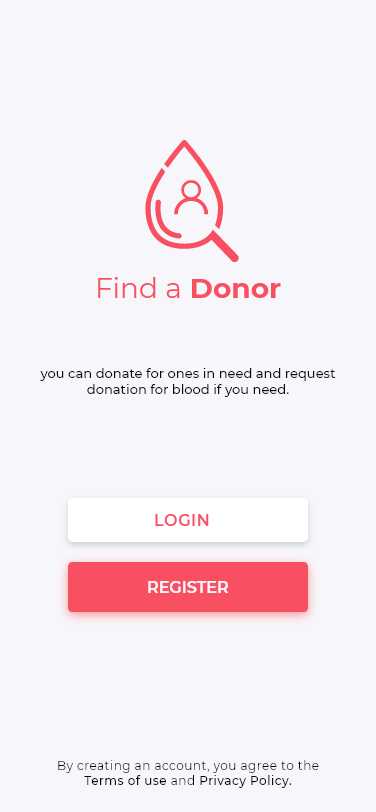 Find a Donor
you can donate for ones in need and request
donation for blood if you need.
LOGIN
REGISTER
By creating an account, you agree to the
Terms of use and Privacy Policy.